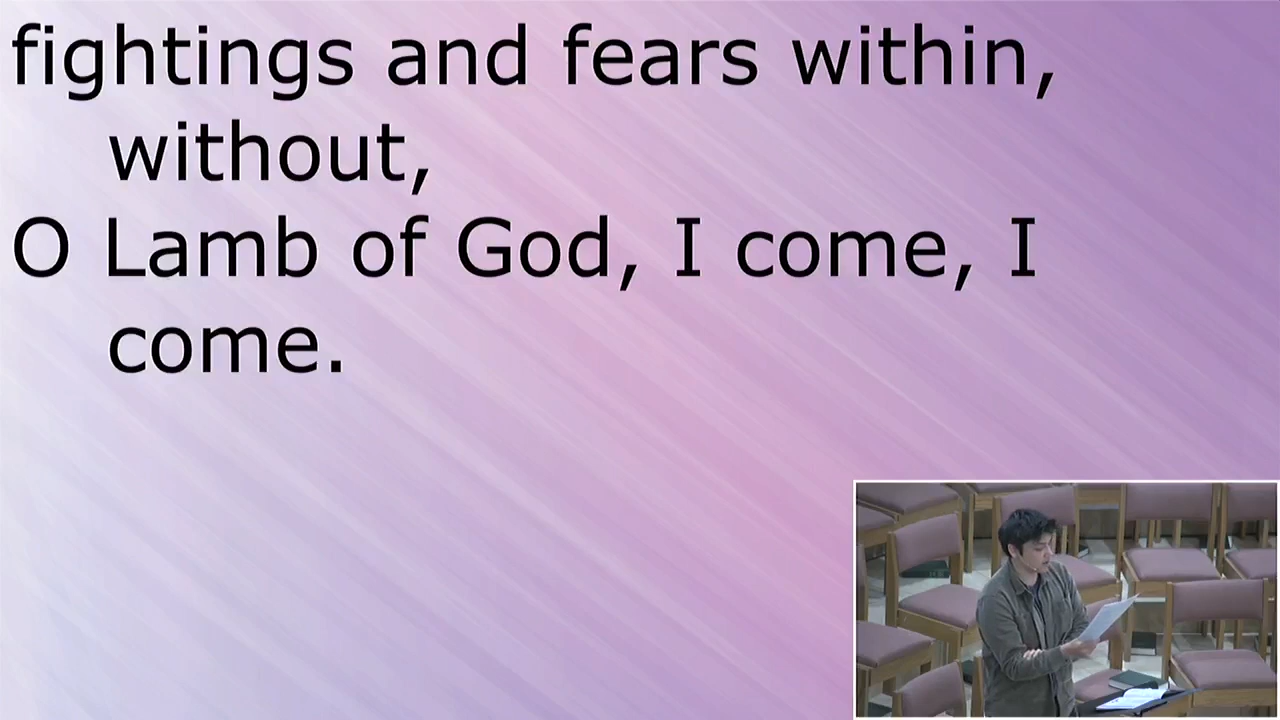 fightings and fears within,
without,
O Lamb of God, I come, I
come.